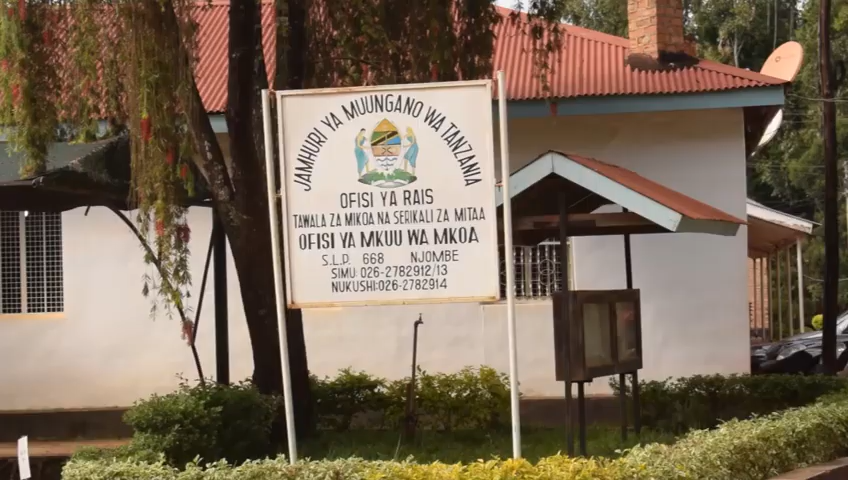 JAMHURI YA MUUNGANO WA TANZANIA
OFISI YA RAIS
TAWALA ZA MIKOA NA SERIKALI ZA MITAA
OFISI YA MKUU WA MKOA
S.L.P. 668 NJOMBE
SIMU:026-2782912/13
NUKUSHI:026-2782914